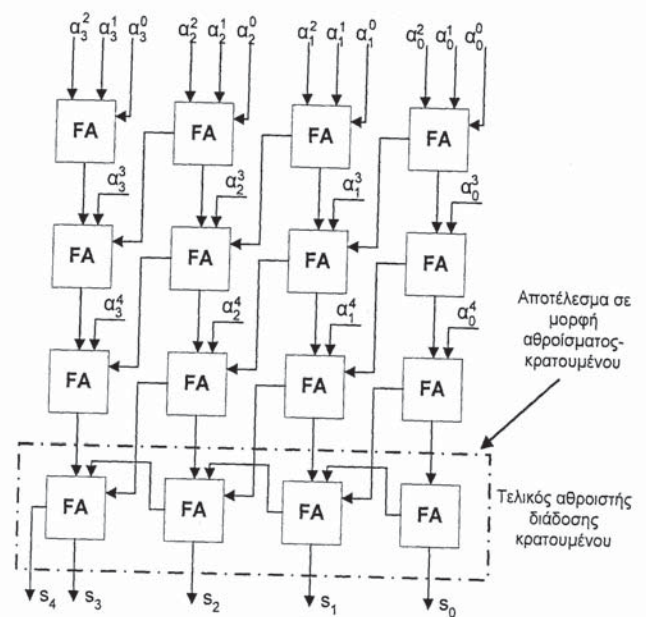 α₃² α₃¹ α₃⁰ α₂² α₂¹ α₂⁰ α₁² α₁¹ α₁⁰ α₀² α₀¹ α₀⁰
FA FA FA FA
α₃³ α₂³ α₁³ α₀³
FA FA FA FA
α₃⁴ α₂⁴ α₁⁴ α₀⁴
FA FA FA FA
Αποτέλεσμα σε
μορφή
αθροίσματος-
κρατουμένου
FA FA FA FA
Τελικός αθροιστής
διάδοσης
κρατουμένου
s₄ s₃ s₂ s₁ s₀